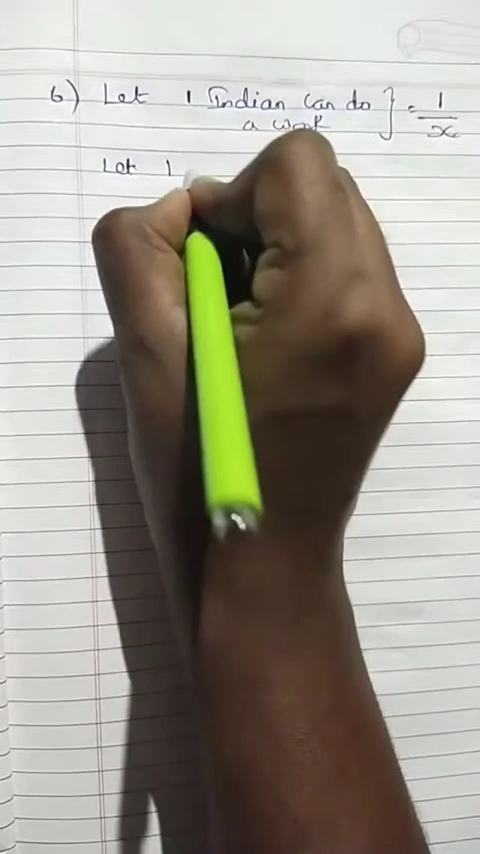 6) Let 1 Indian can do } = 1/x
a work
Let 1